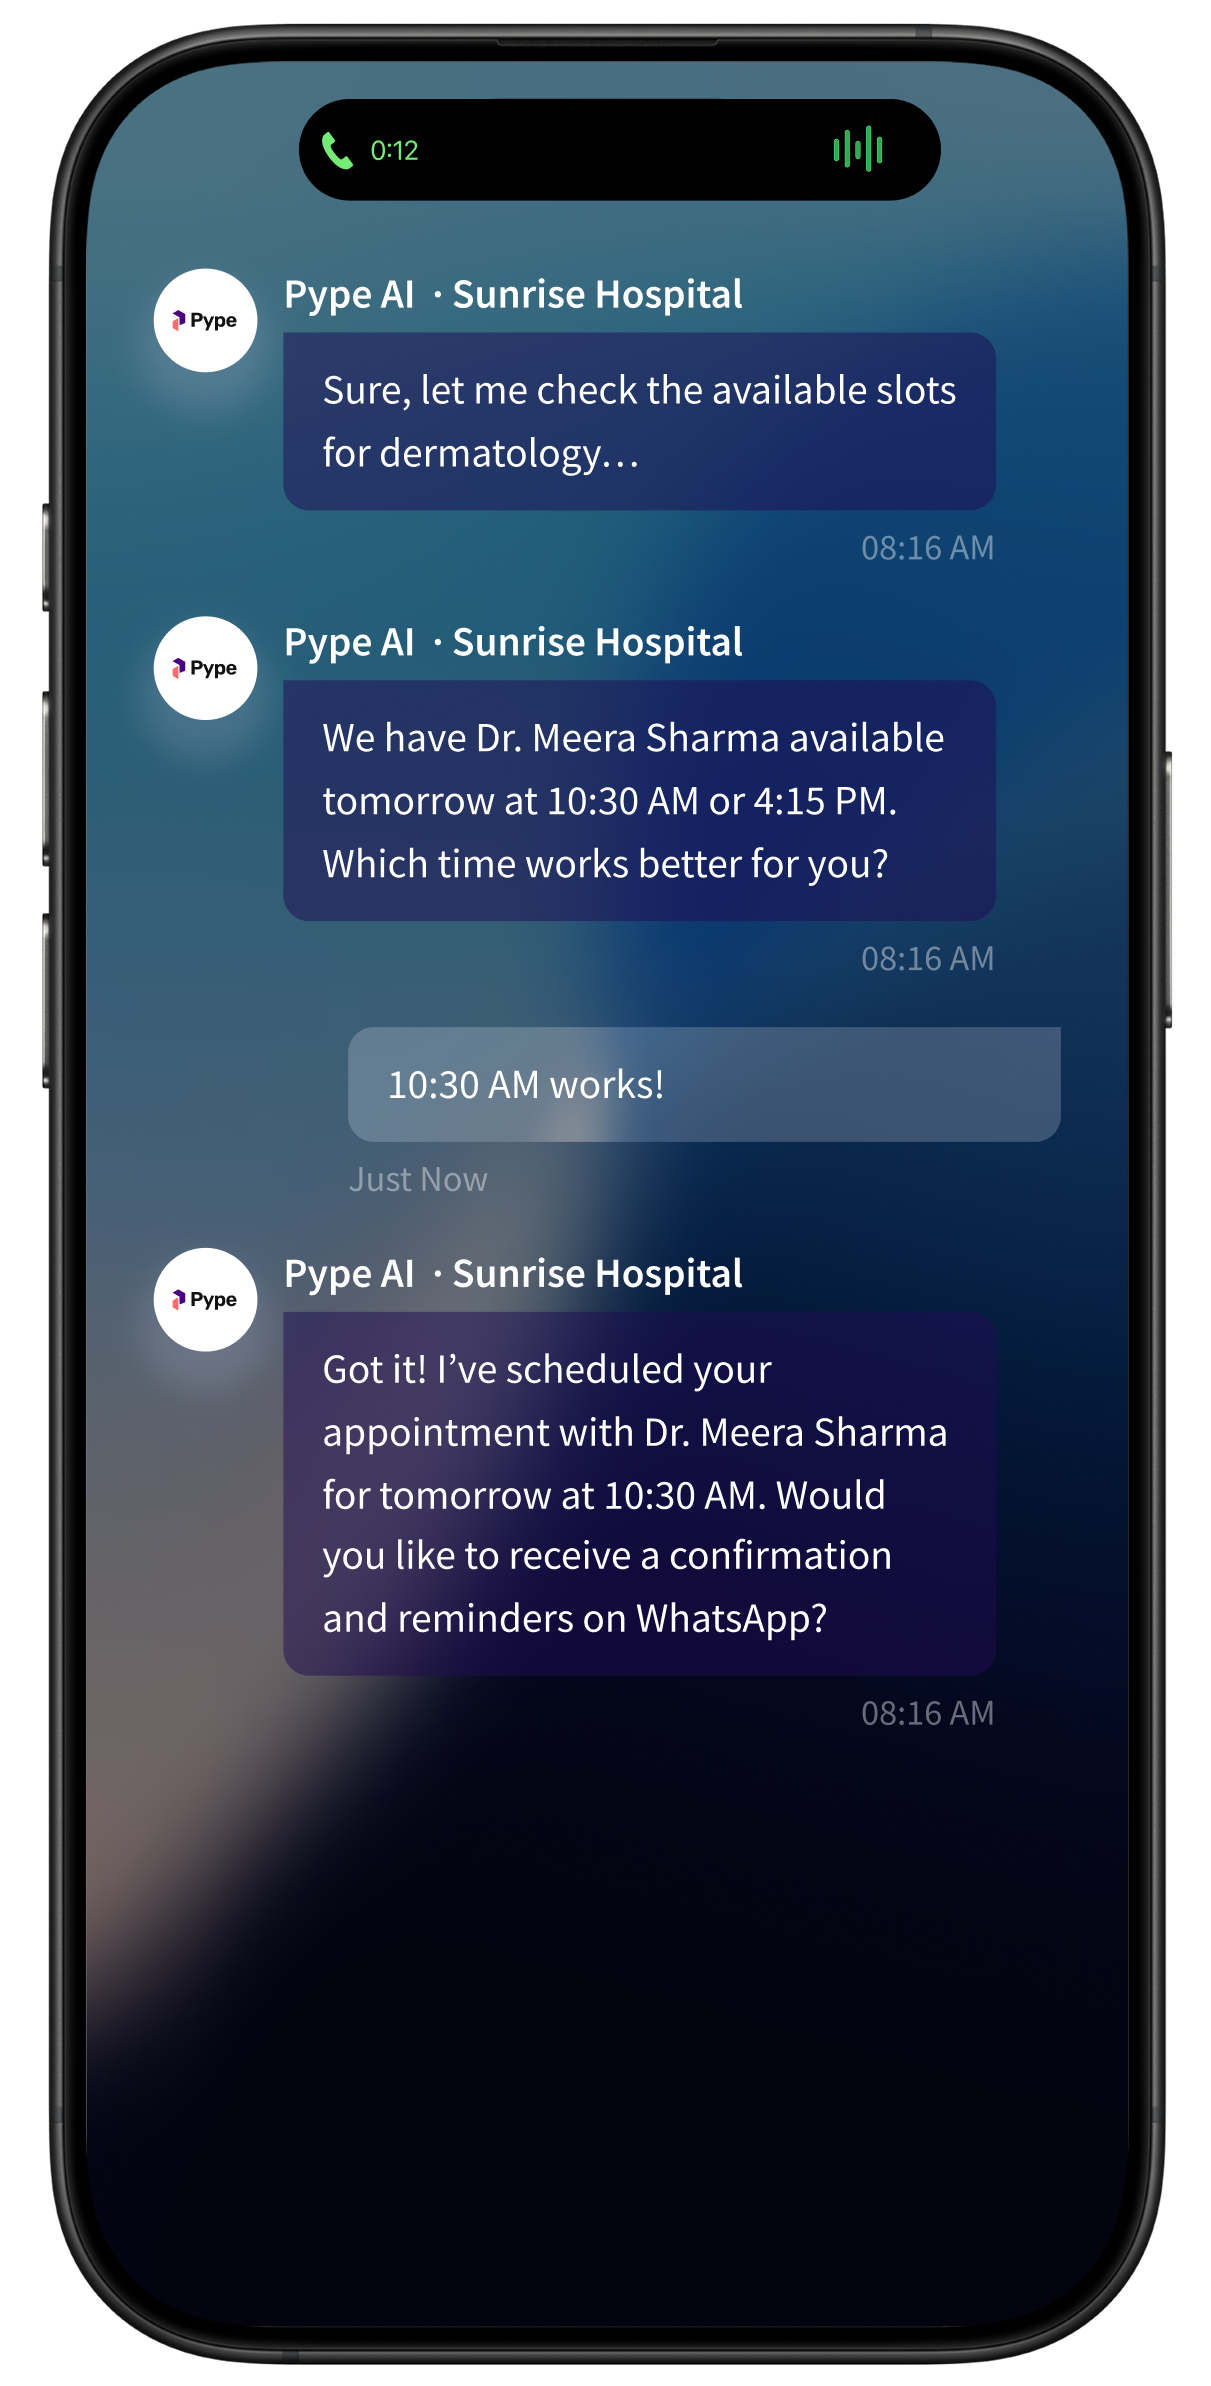 0:12
Pype AI · Sunrise Hospital
Pype
Sure, let me check the available slots
for dermatology...
08:16 AM
Pype AI · Sunrise Hospital
Pype
We have Dr. Meera Sharma available
tomorrow at 10:30 AM or 4:15 PM.
Which time works better for you?
08:16 AM
10:30 AM works!
Just Now
Pype AI · Sunrise Hospital
Pype
Got it! I’ve scheduled your
appointment with Dr. Meera Sharma
for tomorrow at 10:30 AM. Would
you like to receive a confirmation
and reminders on WhatsApp?
08:16 AM